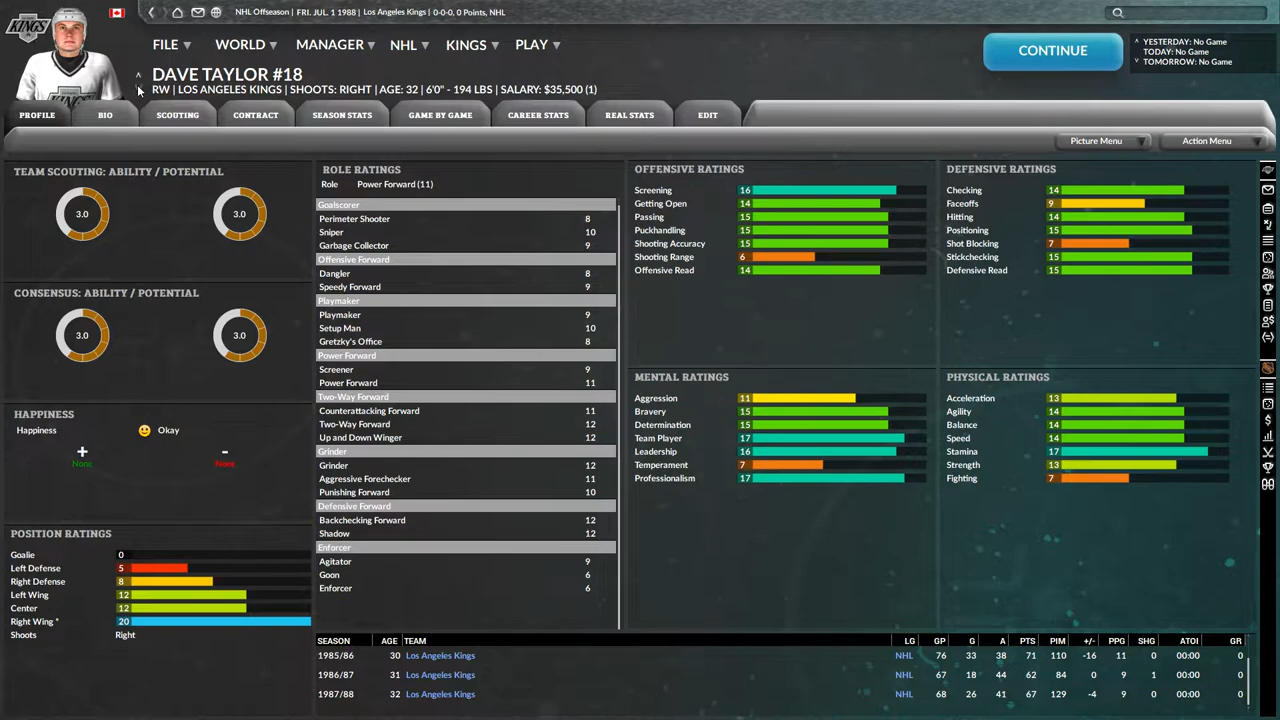 KINGS
NHL Offseason | FRI. JUL. 1 1988 | Los Angeles Kings | 0-0-0, 0 Points, NHL
FILE WORLD MANAGER NHL KINGS PLAY
CONTINUE
YESTERDAY: No Game
TODAY: No Game
TOMORROW: No Game
DAVE TAYLOR #18
RW | LOS ANGELES KINGS | SHOOTS: RIGHT | AGE: 32 | 6'0" - 194 LBS | SALARY: $35,500 (1)
PROFILE BIO SCOUTING CONTRACT SEASON STATS GAME BY GAME CAREER STATS REAL STATS EDIT
Picture Menu Action Menu
TEAM SCOUTING: ABILITY / POTENTIAL
3.0 3.0
CONSENSUS: ABILITY / POTENTIAL
3.0 3.0
HAPPINESS
Happiness Okay
+ -
None None
POSITION RATINGS
Goalie 0
Left Defense 5
Right Defense 8
Left Wing 12
Center 12
Right Wing * 20
Shoots Right
ROLE RATINGS
Role Power Forward (11)
Goalscorer
Perimeter Shooter 8
Sniper 10
Garbage Collector 9
Offensive Forward
Dangler 8
Speedy Forward 9
Playmaker
Playmaker 9
Setup Man 10
Gretzky's Office 8
Power Forward
Screener 9
Power Forward 11
Two-Way Forward
Counterattacking Forward 11
Two-Way Forward 12
Up and Down Winger 12
Grinder
Grinder 12
Aggressive Forechecker 11
Punishing Forward 10
Defensive Forward
Backchecking Forward 12
Shadow 12
Enforcer
Agitator 9
Goon 6
Enforcer 6
OFFENSIVE RATINGS
Screening 16
Getting Open 14
Passing 15
Puckhandling 15
Shooting Accuracy 15
Shooting Range 6
Offensive Read 14
DEFENSIVE RATINGS
Checking 14
Faceoffs 9
Hitting 14
Positioning 15
Shot Blocking 7
Stickchecking 15
Defensive Read 15
MENTAL RATINGS
Aggression 11
Bravery 15
Determination 15
Team Player 17
Leadership 16
Temperament 7
Professionalism 17
PHYSICAL RATINGS
Acceleration 13
Agility 14
Balance 14
Speed 14
Stamina 17
Strength 13
Fighting 7
SEASON AGE TEAM LG GP G A PTS PIM +/- PPG SHG ATOI GR
1985/86 30 Los Angeles Kings NHL 76 33 38 71 110 -16 11 0 00:00 0
1986/87 31 Los Angeles Kings NHL 67 18 44 62 84 0 9 1 00:00 0
1987/88 32 Los Angeles Kings NHL 68 26 41 67 129 -4 9 0 00:00 0